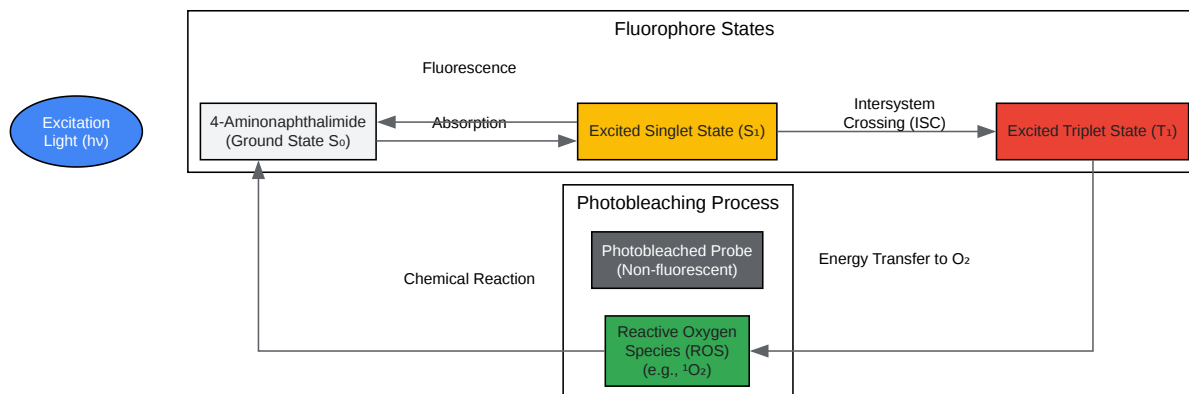 Fluorophore States
Fluorescence
Excitation
Light (hν)
4-Aminonaphthalimide
(Ground State S₀)
Absorption
Excited Singlet State (S₁)
Intersystem
Crossing (ISC)
Excited Triplet State (T₁)
Photobleaching Process
Photobleached Probe
(Non-fluorescent)
Energy Transfer to O₂
Chemical Reaction
Reactive Oxygen
Species (ROS)
(e.g., ¹O₂)